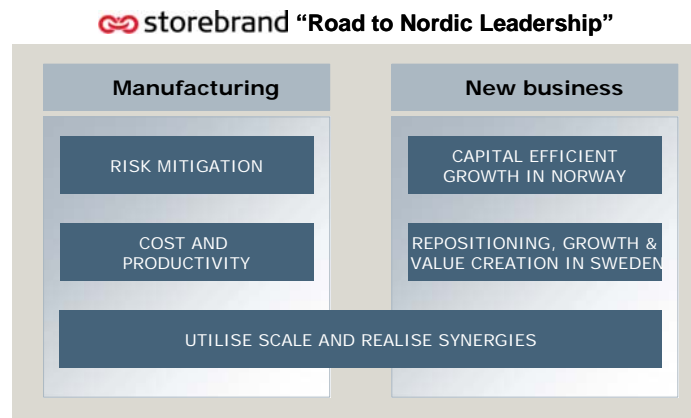 storebrand “Road to Nordic Leadership”
Manufacturing
New business
RISK MITIGATION
CAPITAL EFFICIENT
GROWTH IN NORWAY
COST AND
PRODUCTIVITY
REPOSITIONING, GROWTH &
VALUE CREATION IN SWEDEN
UTILISE SCALE AND REALISE SYNERGIES